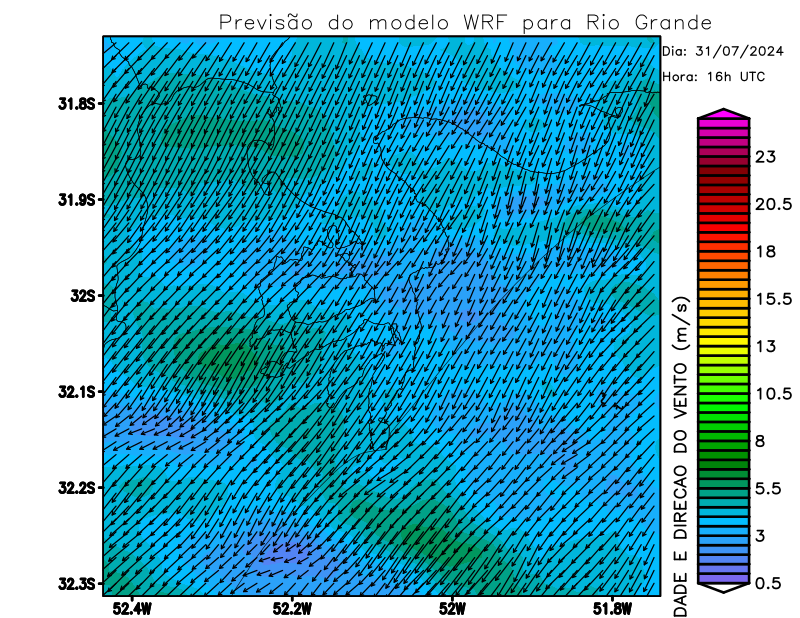 Previsão do modelo WRF para Rio Grande
Dia: 31/07/2024
Hora: 16h UTC
31.8S
31.9S
32S
32.1S
32.2S
32.3S
52.4W
52.2W
52W
51.8W
23
20.5
18
15.5
13
10.5
8
5.5
3
0.5
DADE E DIRECAO DO VENTO (m/s)